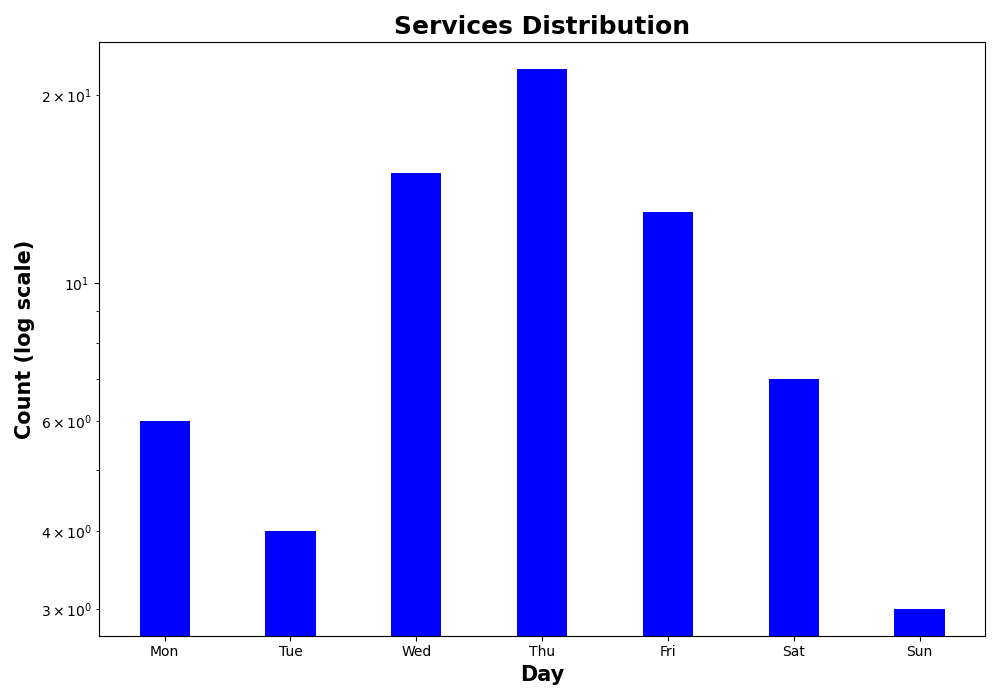 Services Distribution
Count (log scale)
2 × 10¹
10¹
6 × 10⁰
4 × 10⁰
3 × 10⁰
Mon Tue Wed Thu Fri Sat Sun
Day